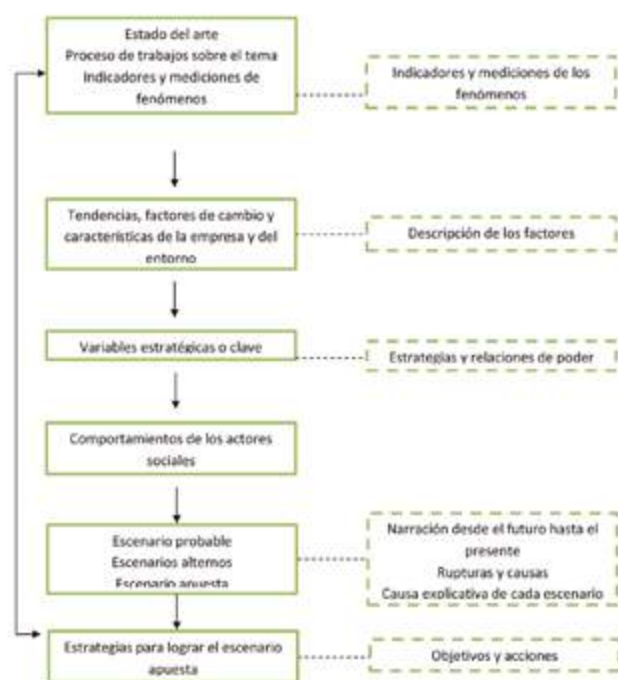 Estado del arte
Proceso de trabajos sobre el tema
Indicadores y mediciones de
fenómenos
Indicadores y mediciones de los
fenómenos
Tendencias, factores de cambio y
características de la empresa y del
entorno
Descripción de los factores
Variables estratégicas o clave
Estrategias y relaciones de poder
Comportamientos de los actores
sociales
Escenario probable
Escenarios alternos
Escenario apuesta
Narración desde el futuro hasta el
presente
Rupturas y causas
Causa explicativa de cada escenario
Estrategias para lograr el escenario
apuesta
Objetivos y acciones